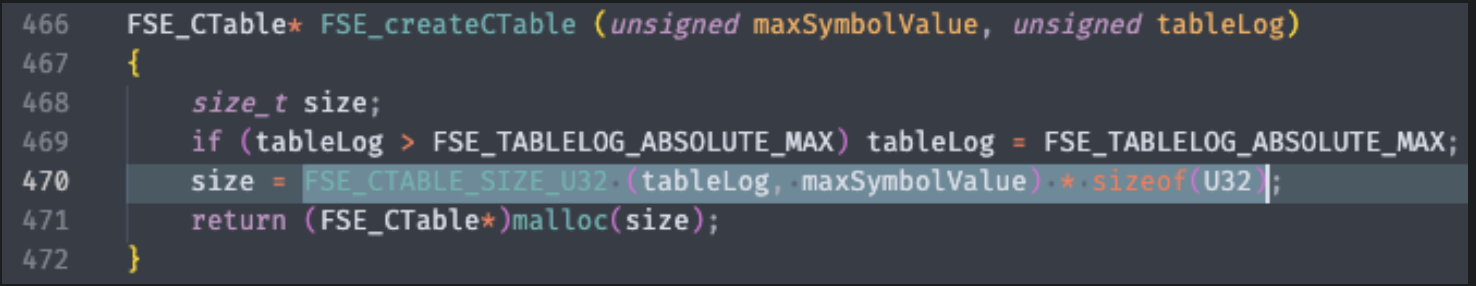 466 FSE_CTable* FSE_createCTable (unsigned maxSymbolValue, unsigned tableLog)
467 {
468     size_t size;
469     if (tableLog > FSE_TABLELOG_ABSOLUTE_MAX) tableLog = FSE_TABLELOG_ABSOLUTE_MAX;
470     size = FSE_CTABLE_SIZE_U32 (tableLog, maxSymbolValue) * sizeof(U32);
471     return (FSE_CTable*)malloc(size);
472 }